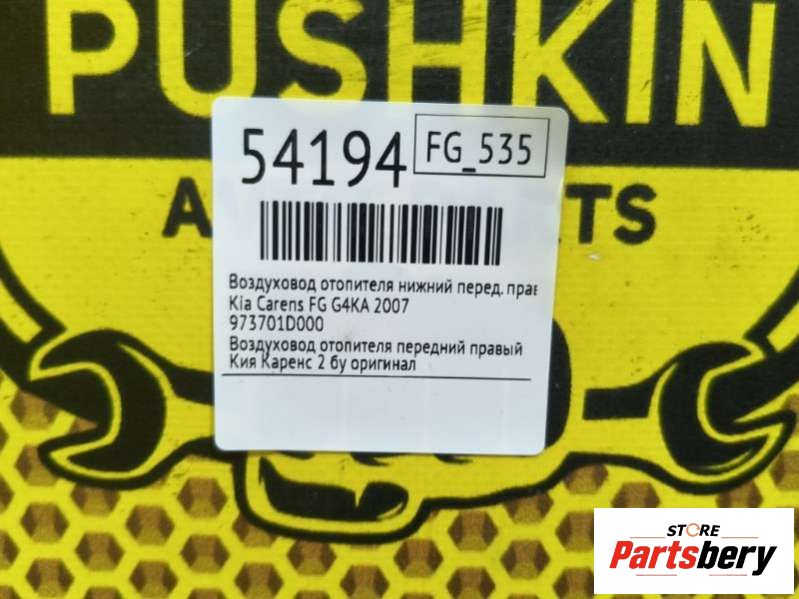 PUSHKIN
54194
FG_535
Воздуховод отопителя нижний перед. прав
Kia Carens FG G4KA 2007
973701D000
Воздуховод отопителя передний правый
Кия Каренс 2 бу оригинал
STORE
Partsbery